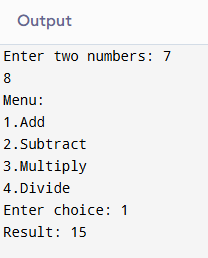 Output
Enter two numbers: 7
8
Menu:
1.Add
2.Subtract
3.Multiply
4.Divide
Enter choice: 1
Result: 15